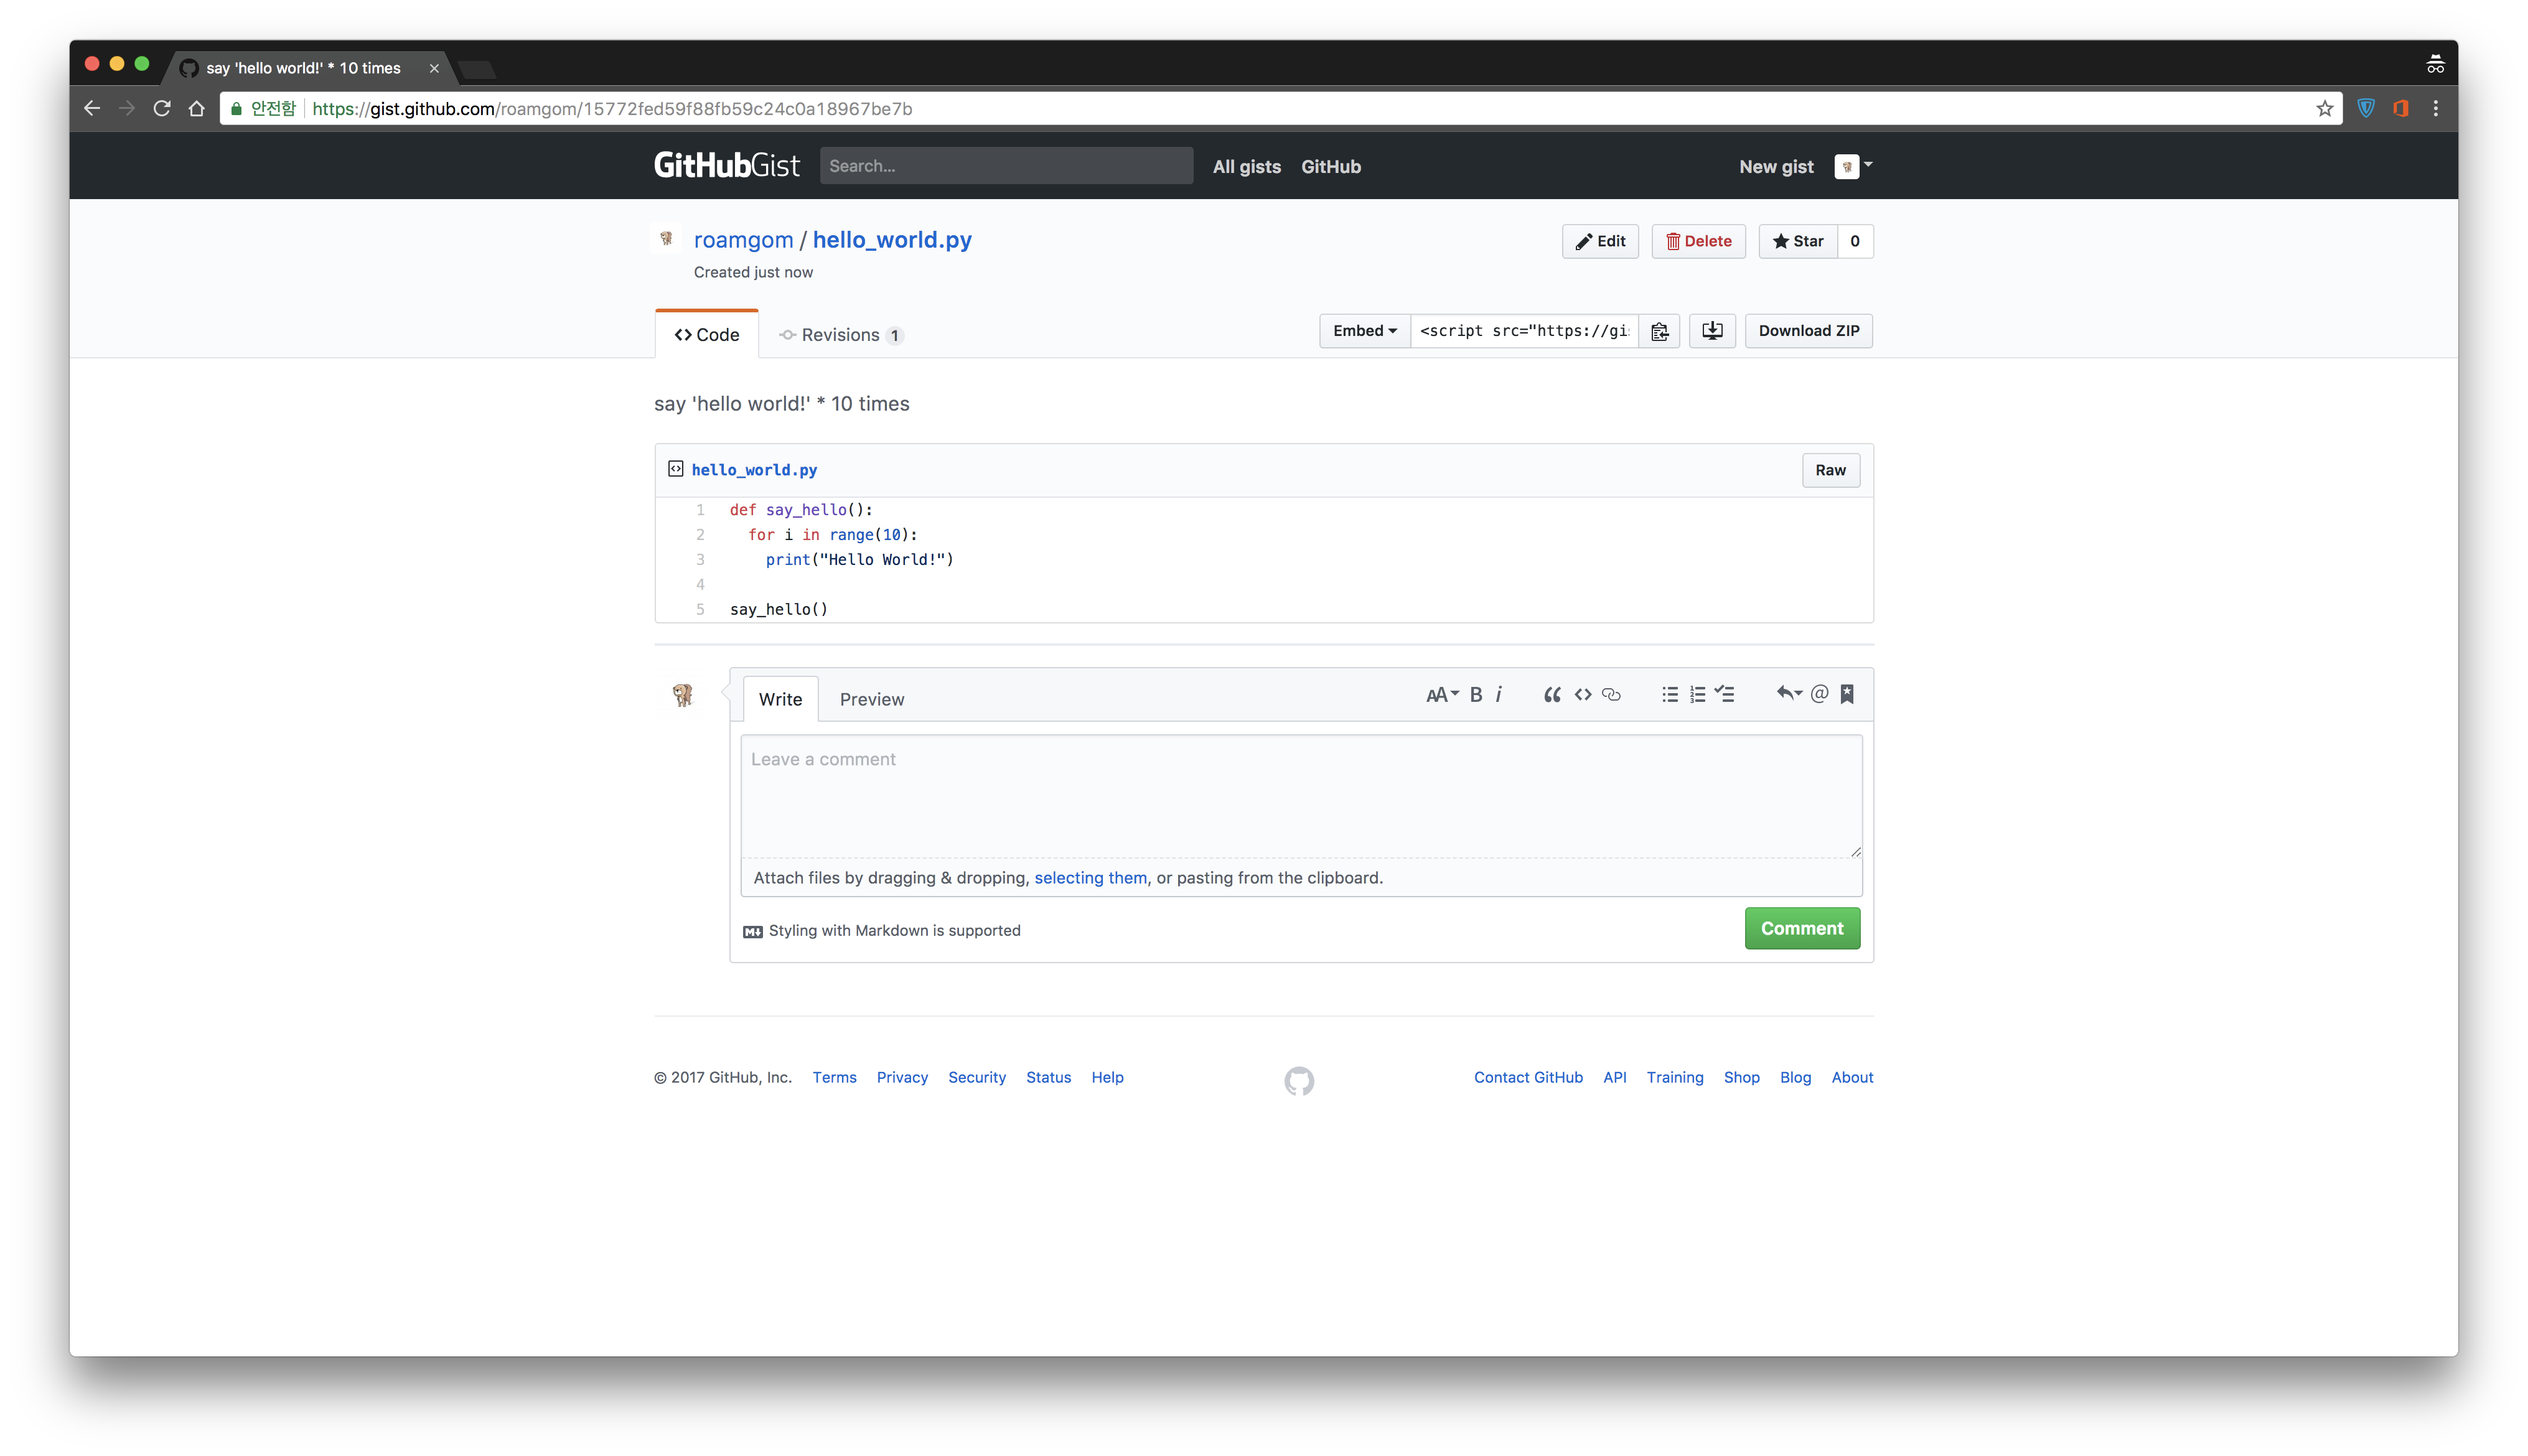 say 'hello world!' * 10 times
안전함 https://gist.github.com/roamgom/15772fed59f88fb59c24c0a18967be7b
GitHubGist Search... All gists GitHub New gist
roamgom / hello_world.py Edit Delete Star 0
Created just now
Code Revisions 1 Embed <script src="https://gi Download ZIP
say 'hello world!' * 10 times
hello_world.py Raw
1 def say_hello():
2 for i in range(10):
3 print("Hello World!")
4
5 say_hello()
Write Preview AA B i
Leave a comment
Attach files by dragging & dropping, selecting them, or pasting from the clipboard.
Styling with Markdown is supported Comment
© 2017 GitHub, Inc. Terms Privacy Security Status Help Contact GitHub API Training Shop Blog About